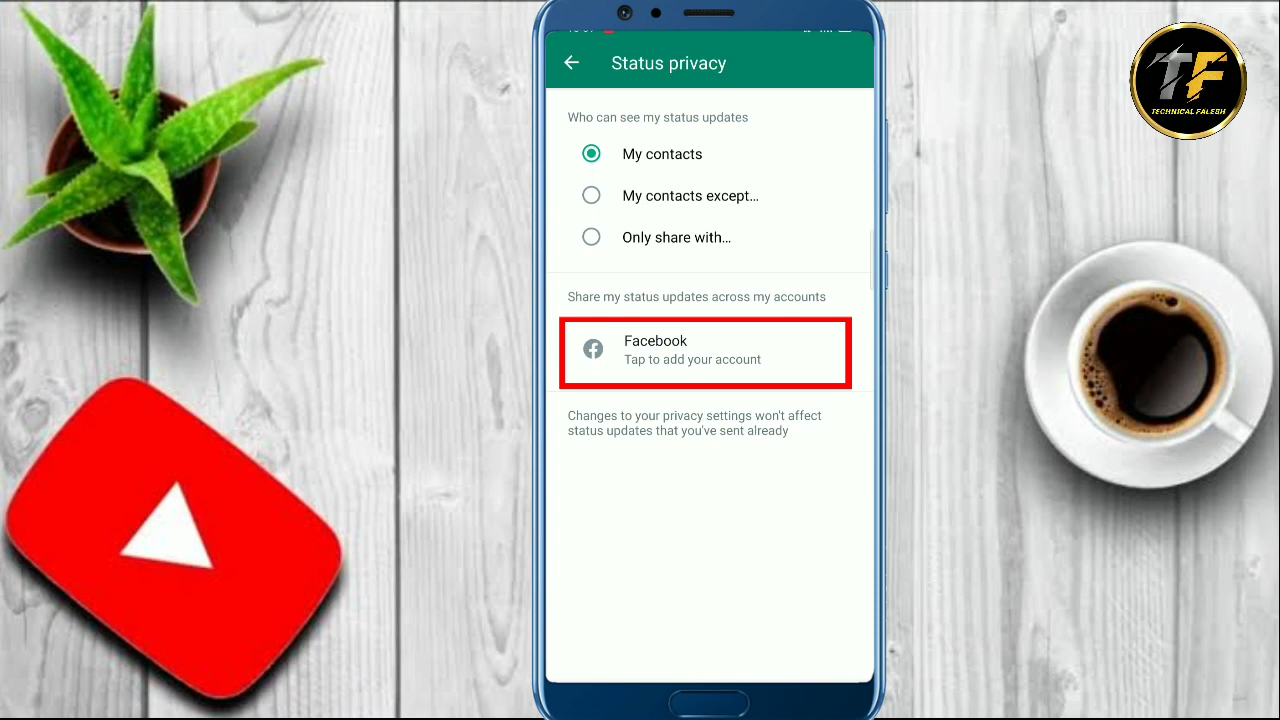 Status privacy
Who can see my status updates
My contacts
My contacts except...
Only share with...
Share my status updates across my accounts
Facebook
Tap to add your account
Changes to your privacy settings won't affect
status updates that you've sent already
TF
TECHNICAL FALESH